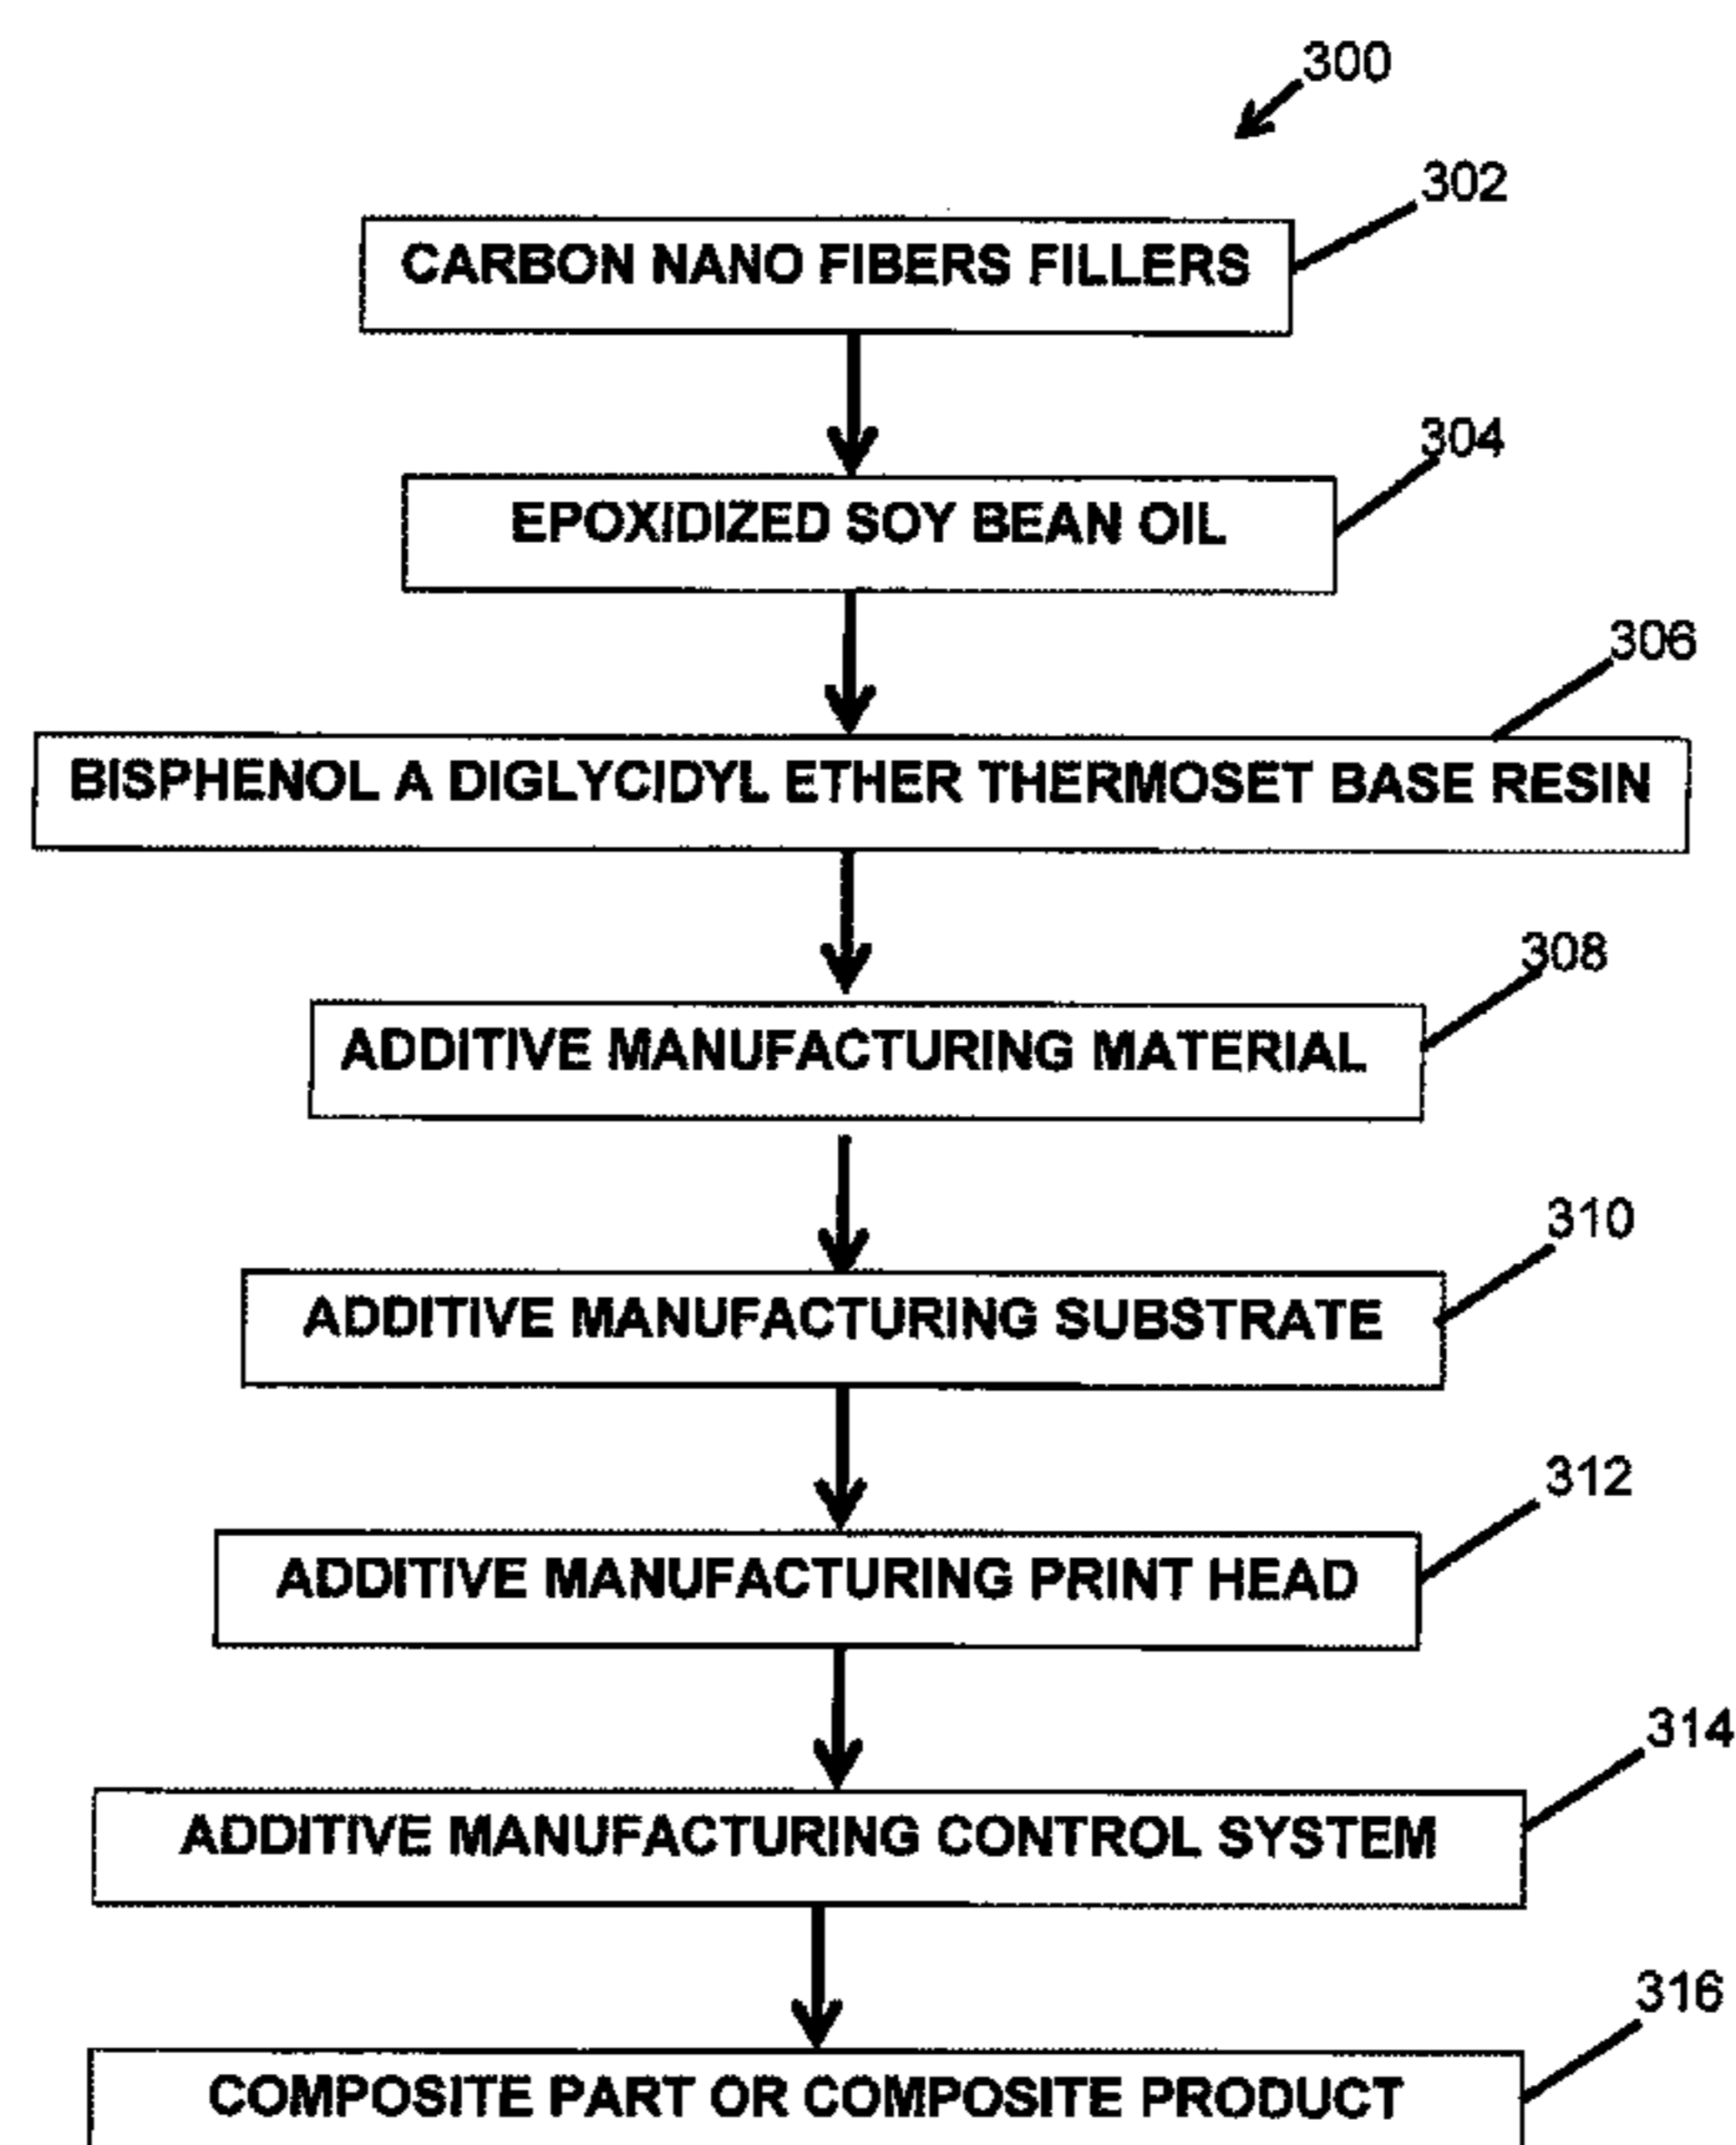 300
302
CARBON NANO FIBERS FILLERS
304
EPOXIDIZED SOY BEAN OIL
306
BISPHENOL A DIGLYCIDYL ETHER THERMOSET BASE RESIN
308
ADDITIVE MANUFACTURING MATERIAL
310
ADDITIVE MANUFACTURING SUBSTRATE
312
ADDITIVE MANUFACTURING PRINT HEAD
314
ADDITIVE MANUFACTURING CONTROL SYSTEM
316
COMPOSITE PART OR COMPOSITE PRODUCT